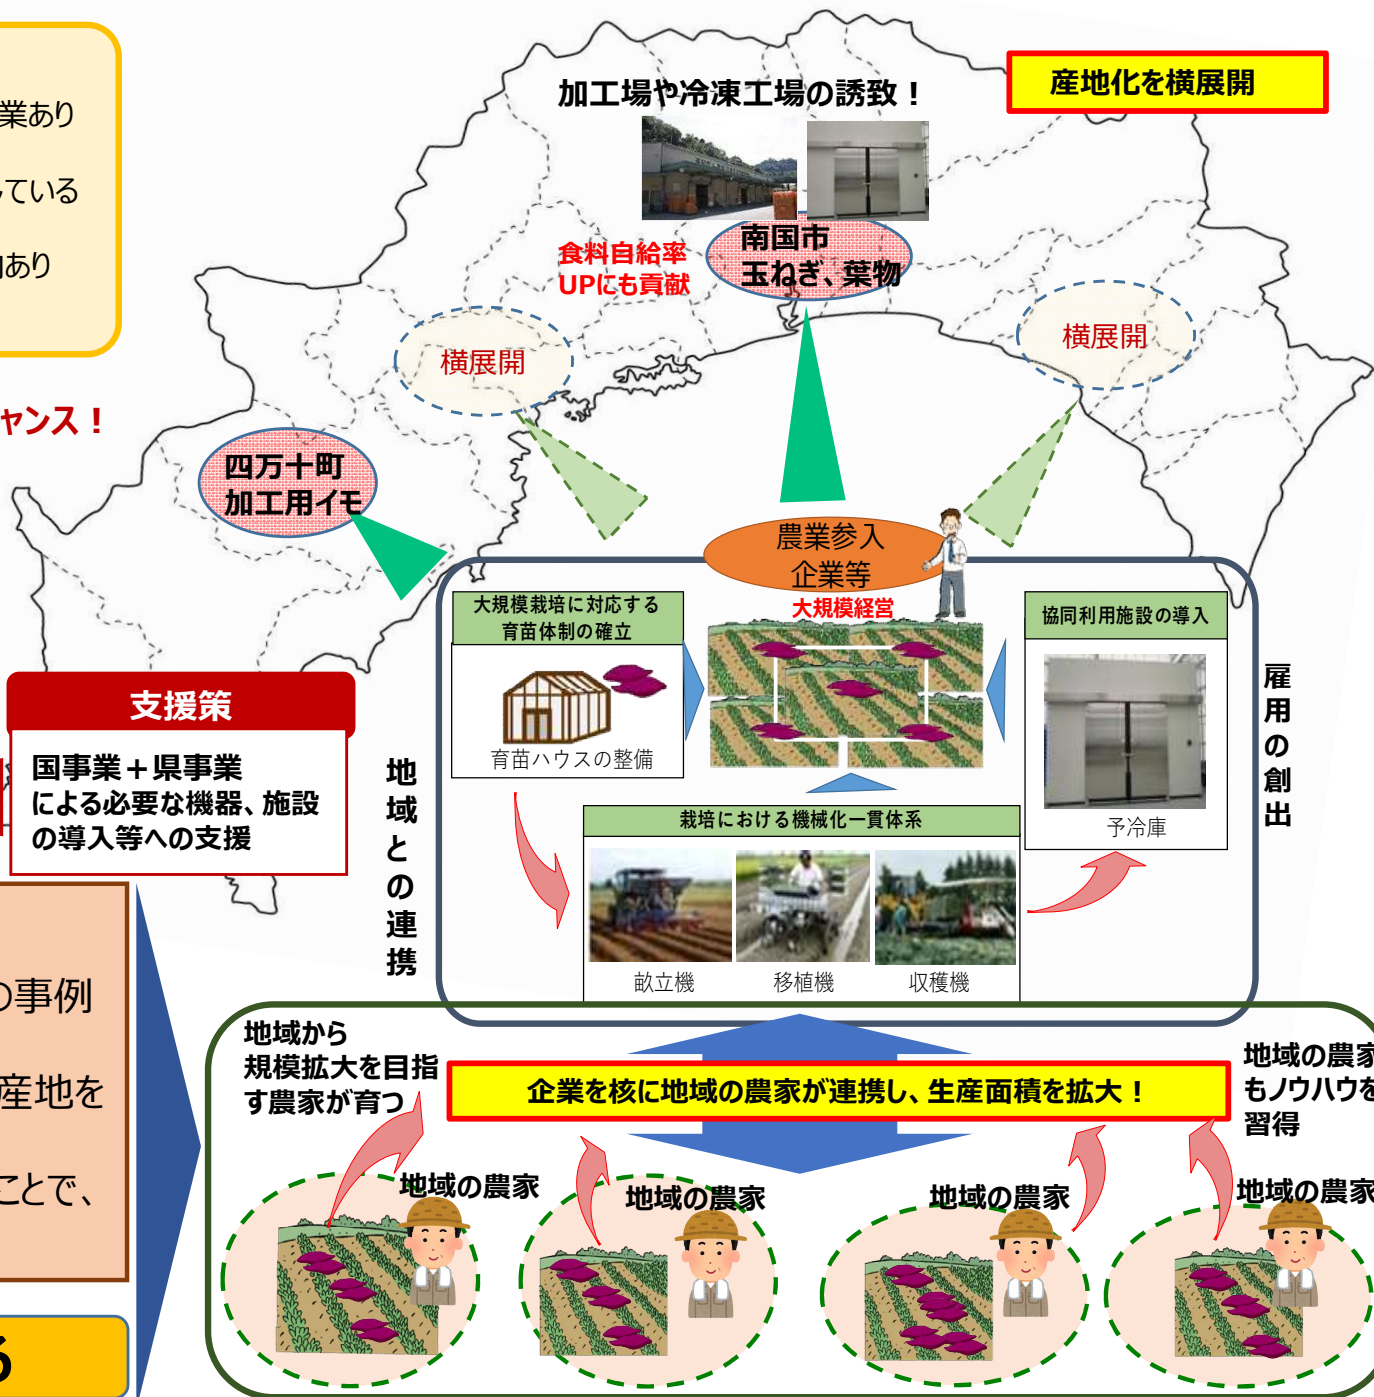 業あり
ている
あり
ャンス！
加工場や冷凍工場の誘致！
産地化を横展開
食料自給率
UPにも貢献
南国市
玉ねぎ、葉物
横展開
横展開
四万十町
加工用イモ
農業参入
企業等
大規模経営
大規模栽培に対応する
育苗体制の確立
育苗ハウスの整備
協同利用施設の導入
予冷庫
栽培における機械化一貫体系
畝立機
移植機
収穫機
地域との連携
雇用の創出
支援策
国事業＋県事業
による必要な機器、施設
の導入等への支援
の事例
産地を
ことで、
る
地域から
規模拡大を目指
す農家が育つ
企業を核に地域の農家が連携し、生産面積を拡大！
地域の農家
もノウハウを
習得
地域の農家
地域の農家
地域の農家
地域の農家